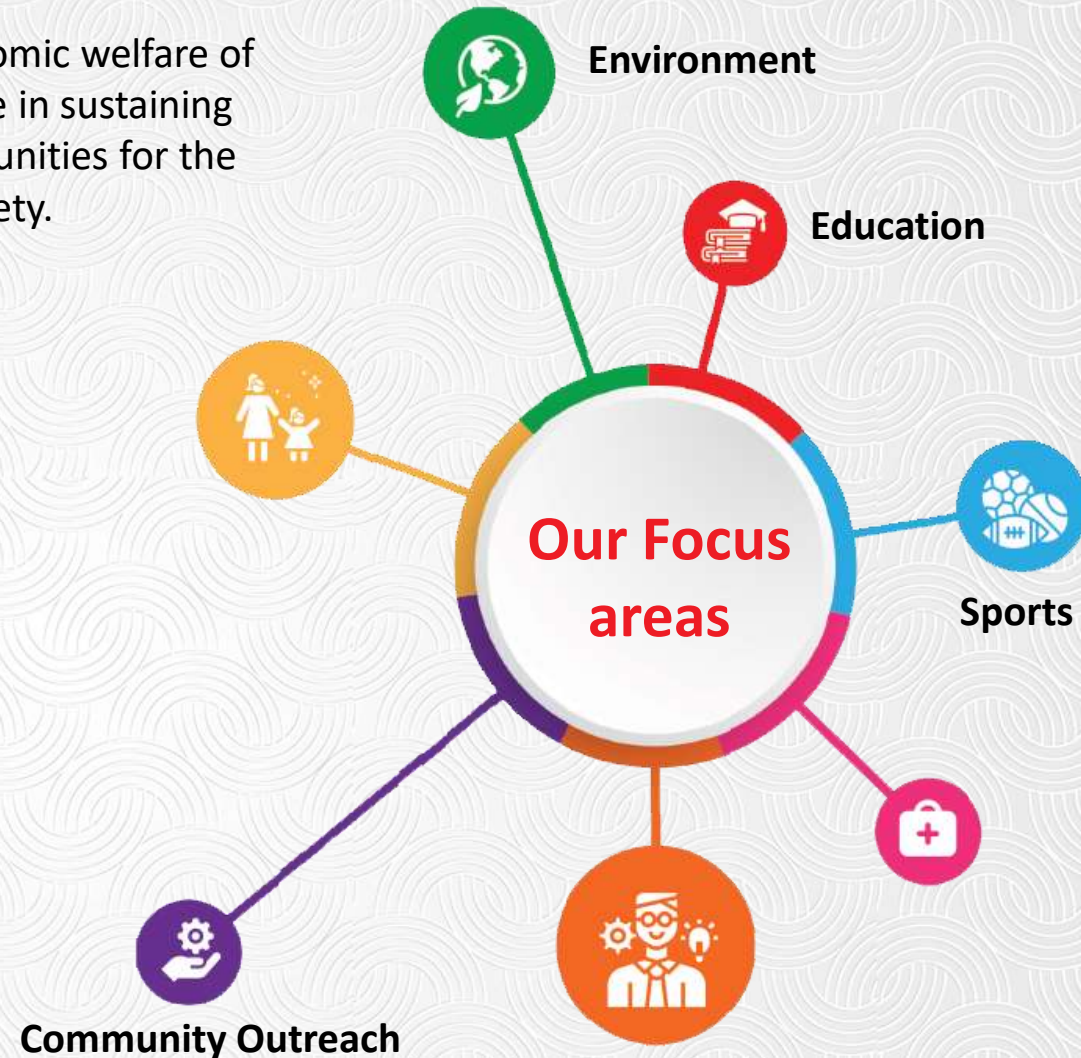 omic welfare of
e in sustaining
unities for the
ety.
Environment
Education
Our Focus
areas
Sports
Community Outreach